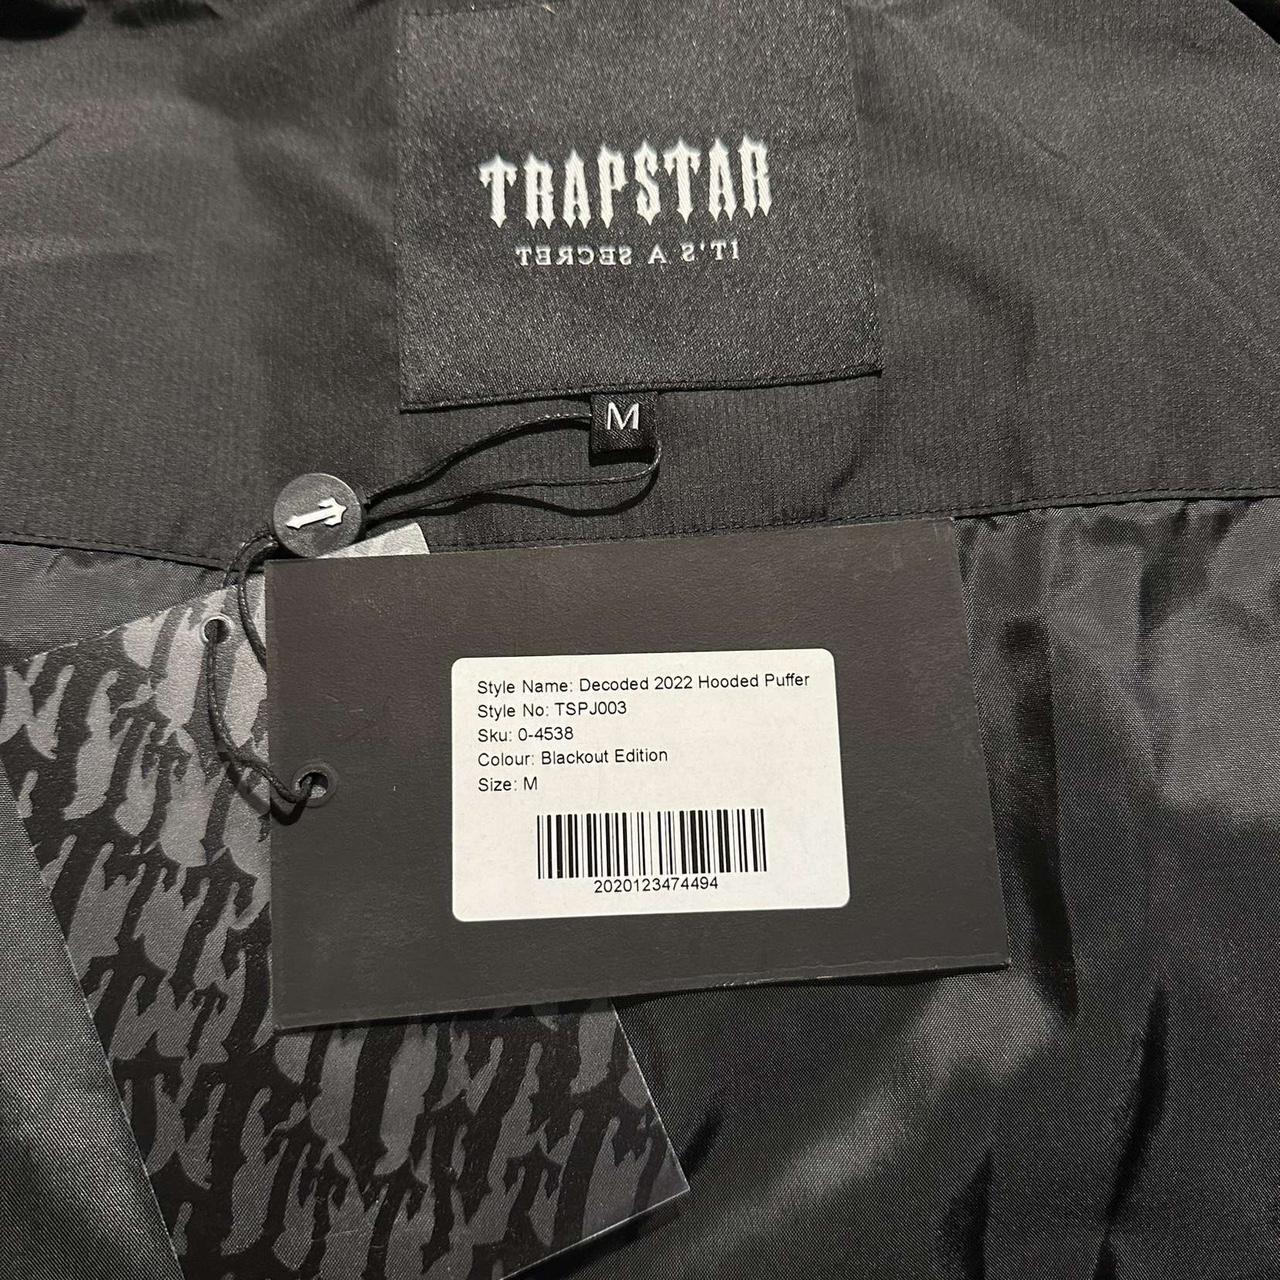 TRAPSTAR
IT'S A SECRET
M
T
Style Name: Decoded 2022 Hooded Puffer
Style No: TSPJ003
Sku: 0-4538
Colour: Blackout Edition
Size: M
2020123474494